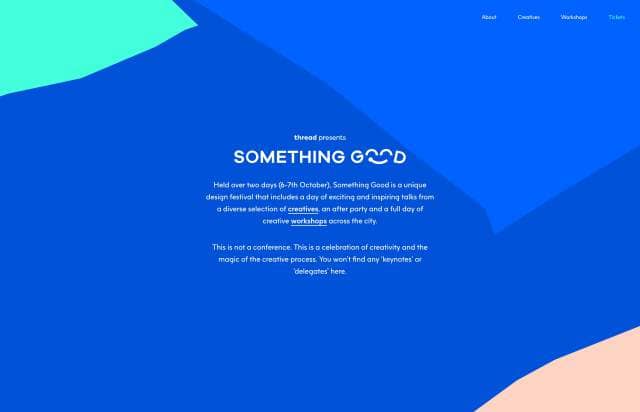 About Creatives Workshops Tickets
thread presents
SOMETHING GOOD
Held over two days (6-7th October), Something Good is a unique
design festival that includes a day of exciting and inspiring talks from
a diverse selection of creatives, an after party and a full day of
creative workshops across the city.
This is not a conference. This is a celebration of creativity and the
magic of the creative process. You won't find any 'keynotes' or
'delegates' here.